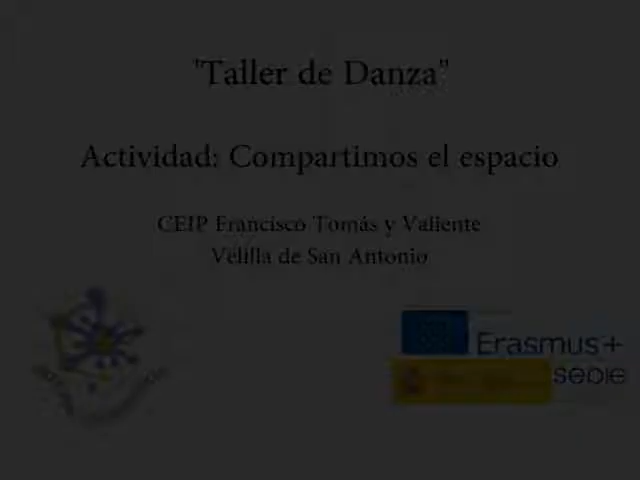 "Taller de Danza"
Actividad: Compartimos el espacio
CEIP Francisco Tomás y Valiente
Velilla de San Antonio
Erasmus+
sepie